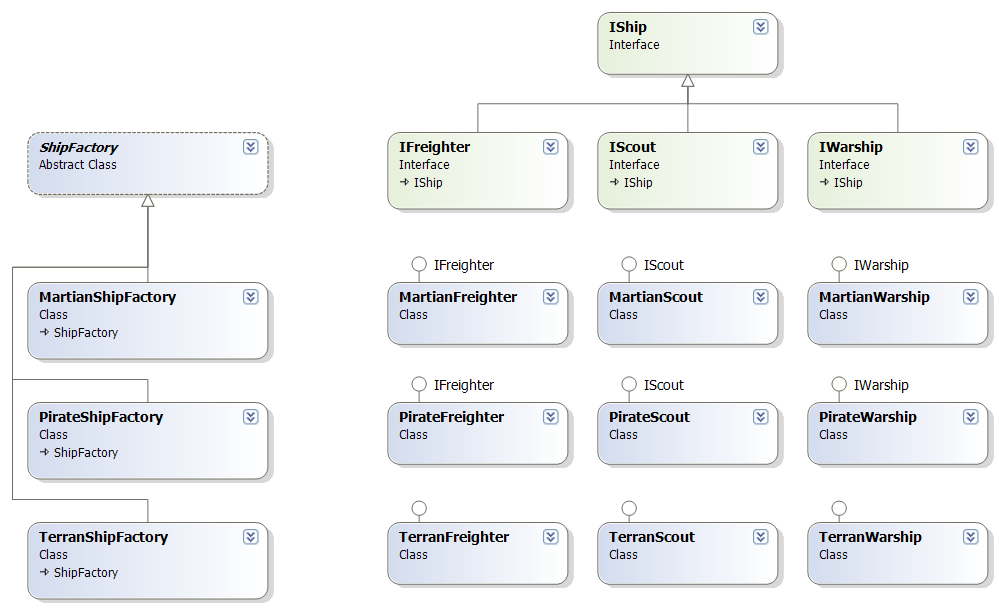 IShip
Interface
ShipFactory
Abstract Class
IFreighter
Interface
IShip
IScout
Interface
IShip
IWarship
Interface
IShip
MartianShipFactory
Class
ShipFactory
IFreighter
MartianFreighter
Class
IScout
MartianScout
Class
IWarship
MartianWarship
Class
PirateShipFactory
Class
ShipFactory
IFreighter
PirateFreighter
Class
IScout
PirateScout
Class
IWarship
PirateWarship
Class
TerranShipFactory
Class
ShipFactory
TerranFreighter
Class
TerranScout
Class
TerranWarship
Class